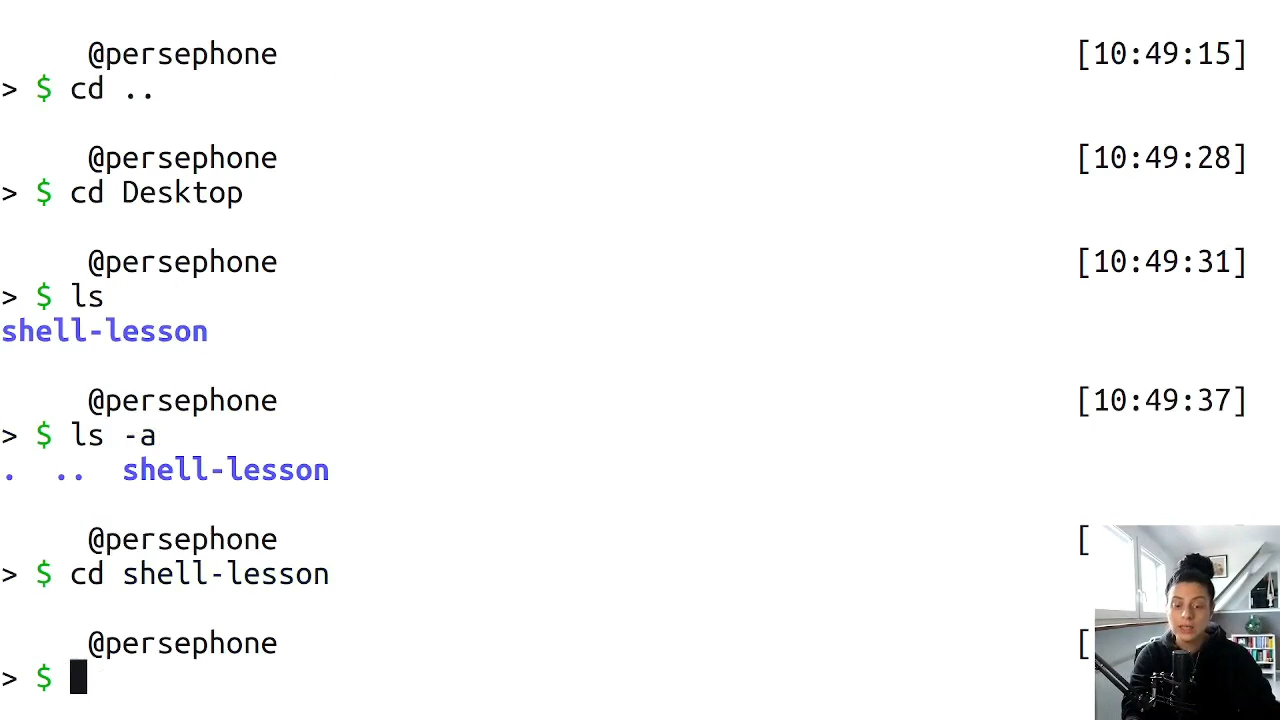 @persephone [10:49:15]
> $ cd ..
@persephone [10:49:28]
> $ cd Desktop
@persephone [10:49:31]
> $ ls
shell-lesson
@persephone [10:49:37]
> $ ls -a
. .. shell-lesson
@persephone [
> $ cd shell-lesson
@persephone [
> $